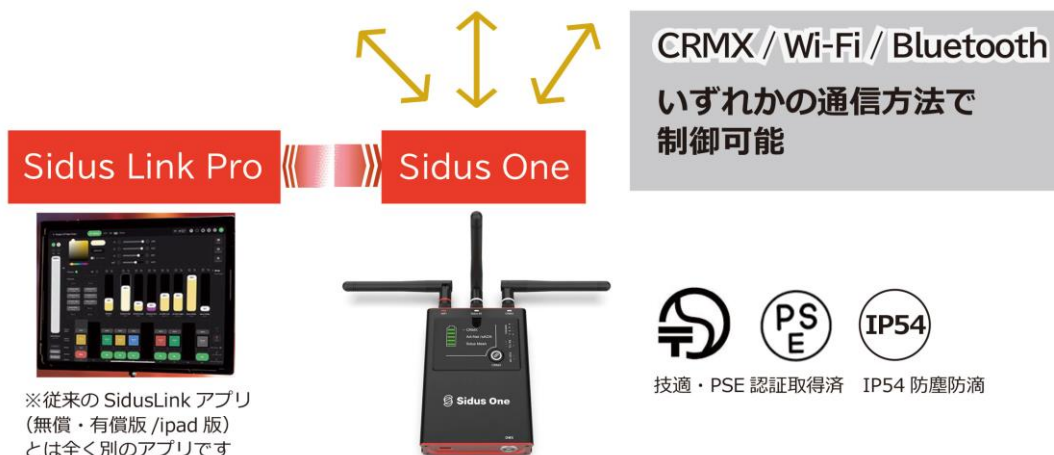 CRMX / Wi-Fi / Bluetooth
いずれかの通信方法で
制御可能
Sidus Link Pro
Sidus One
Sidus One
PS
E
IP54
技適・PSE 認証取得済
IP54 防塵防滴
※従来の SidusLink アプリ
（無償・有償版 /ipad 版）
とは全く別のアプリです